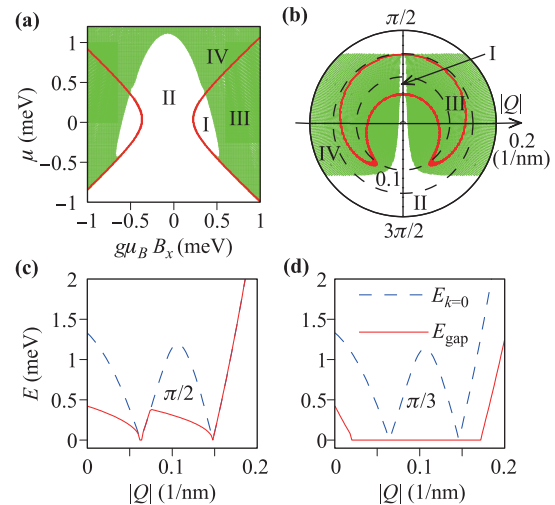 (a)
1
0.5
0
-0.5
-1
μ (meV)
IV
II
I
III
-1 -0.5 0 0.5 1
gμ_B B_x (meV)
(b)
π/2
I
III
|Q|
0.2
(1/nm)
IV
0.1
II
3π/2
(c)
2
1.5
1
0.5
0
E (meV)
π/2
0 0.1 0.2
|Q| (1/nm)
(d)
2
1.5
1
0.5
0
E_{k=0}
E_gap
π/3
0 0.1 0.2
|Q| (1/nm)